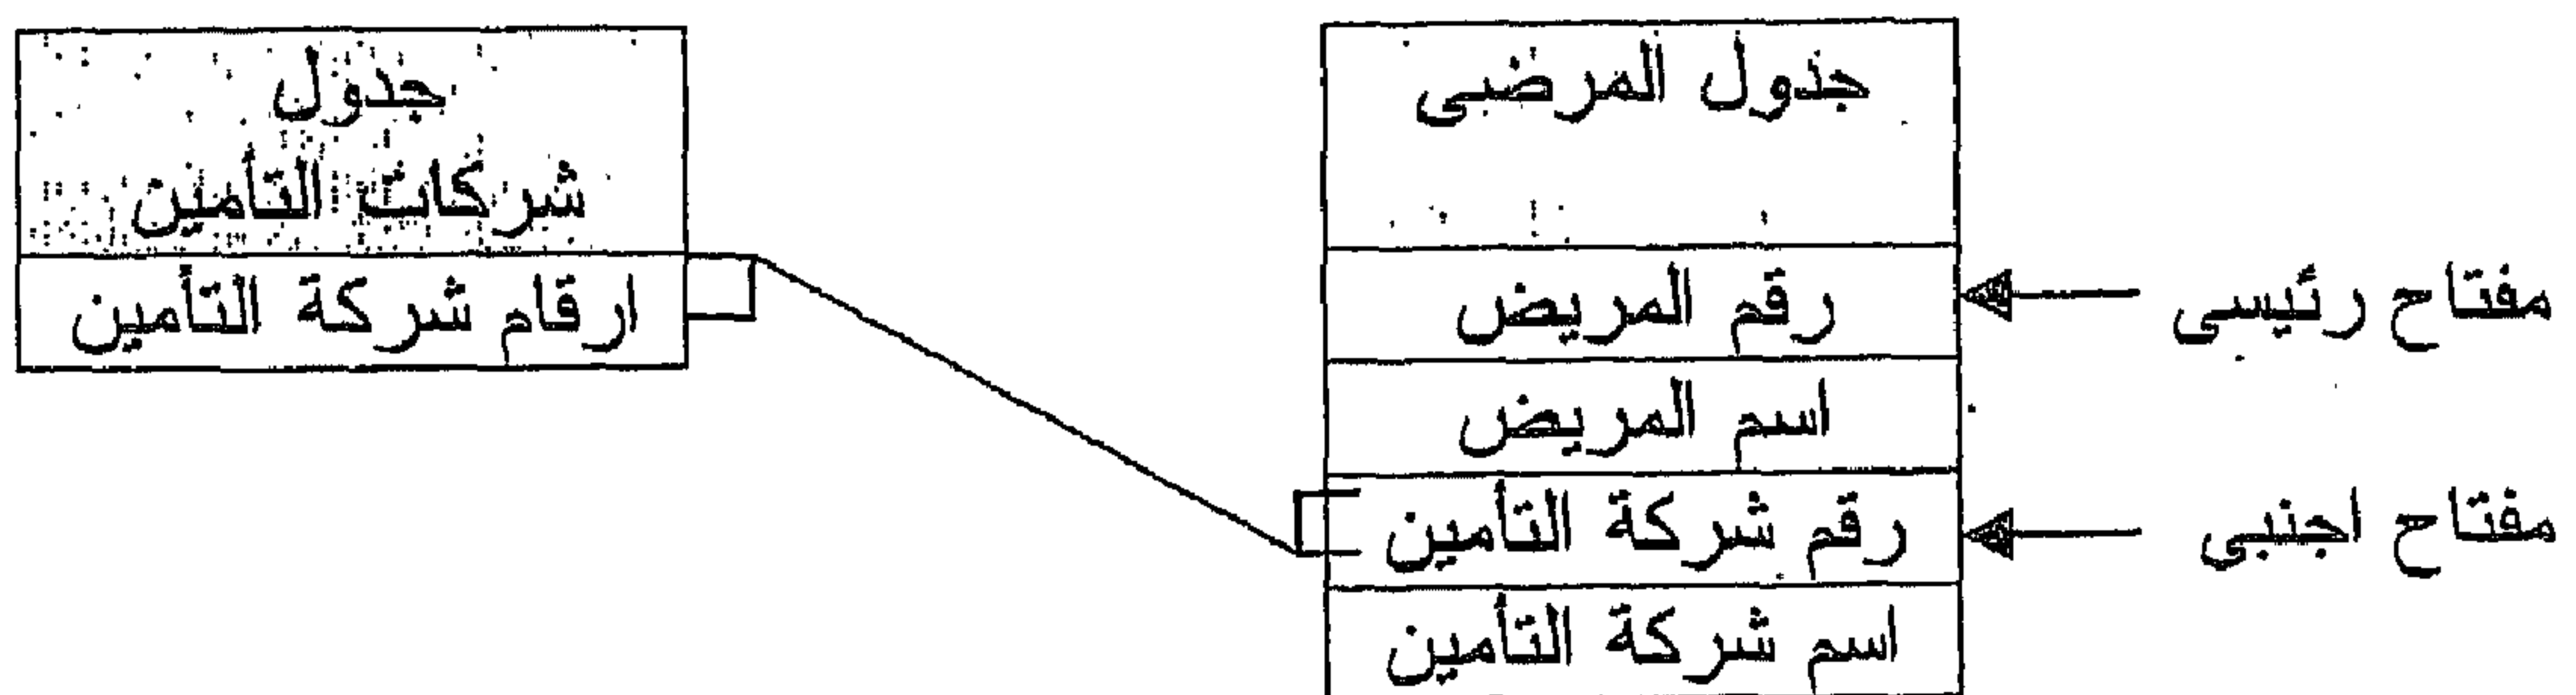 جدول المرضى
رقم المريض
مفتاح رئيسى
اسم المريض
رقم شركة التأمين
مفتاح اجنبى
اسم شركة التأمين
جدول
شركات التأمين
ارقام شركة التأمين